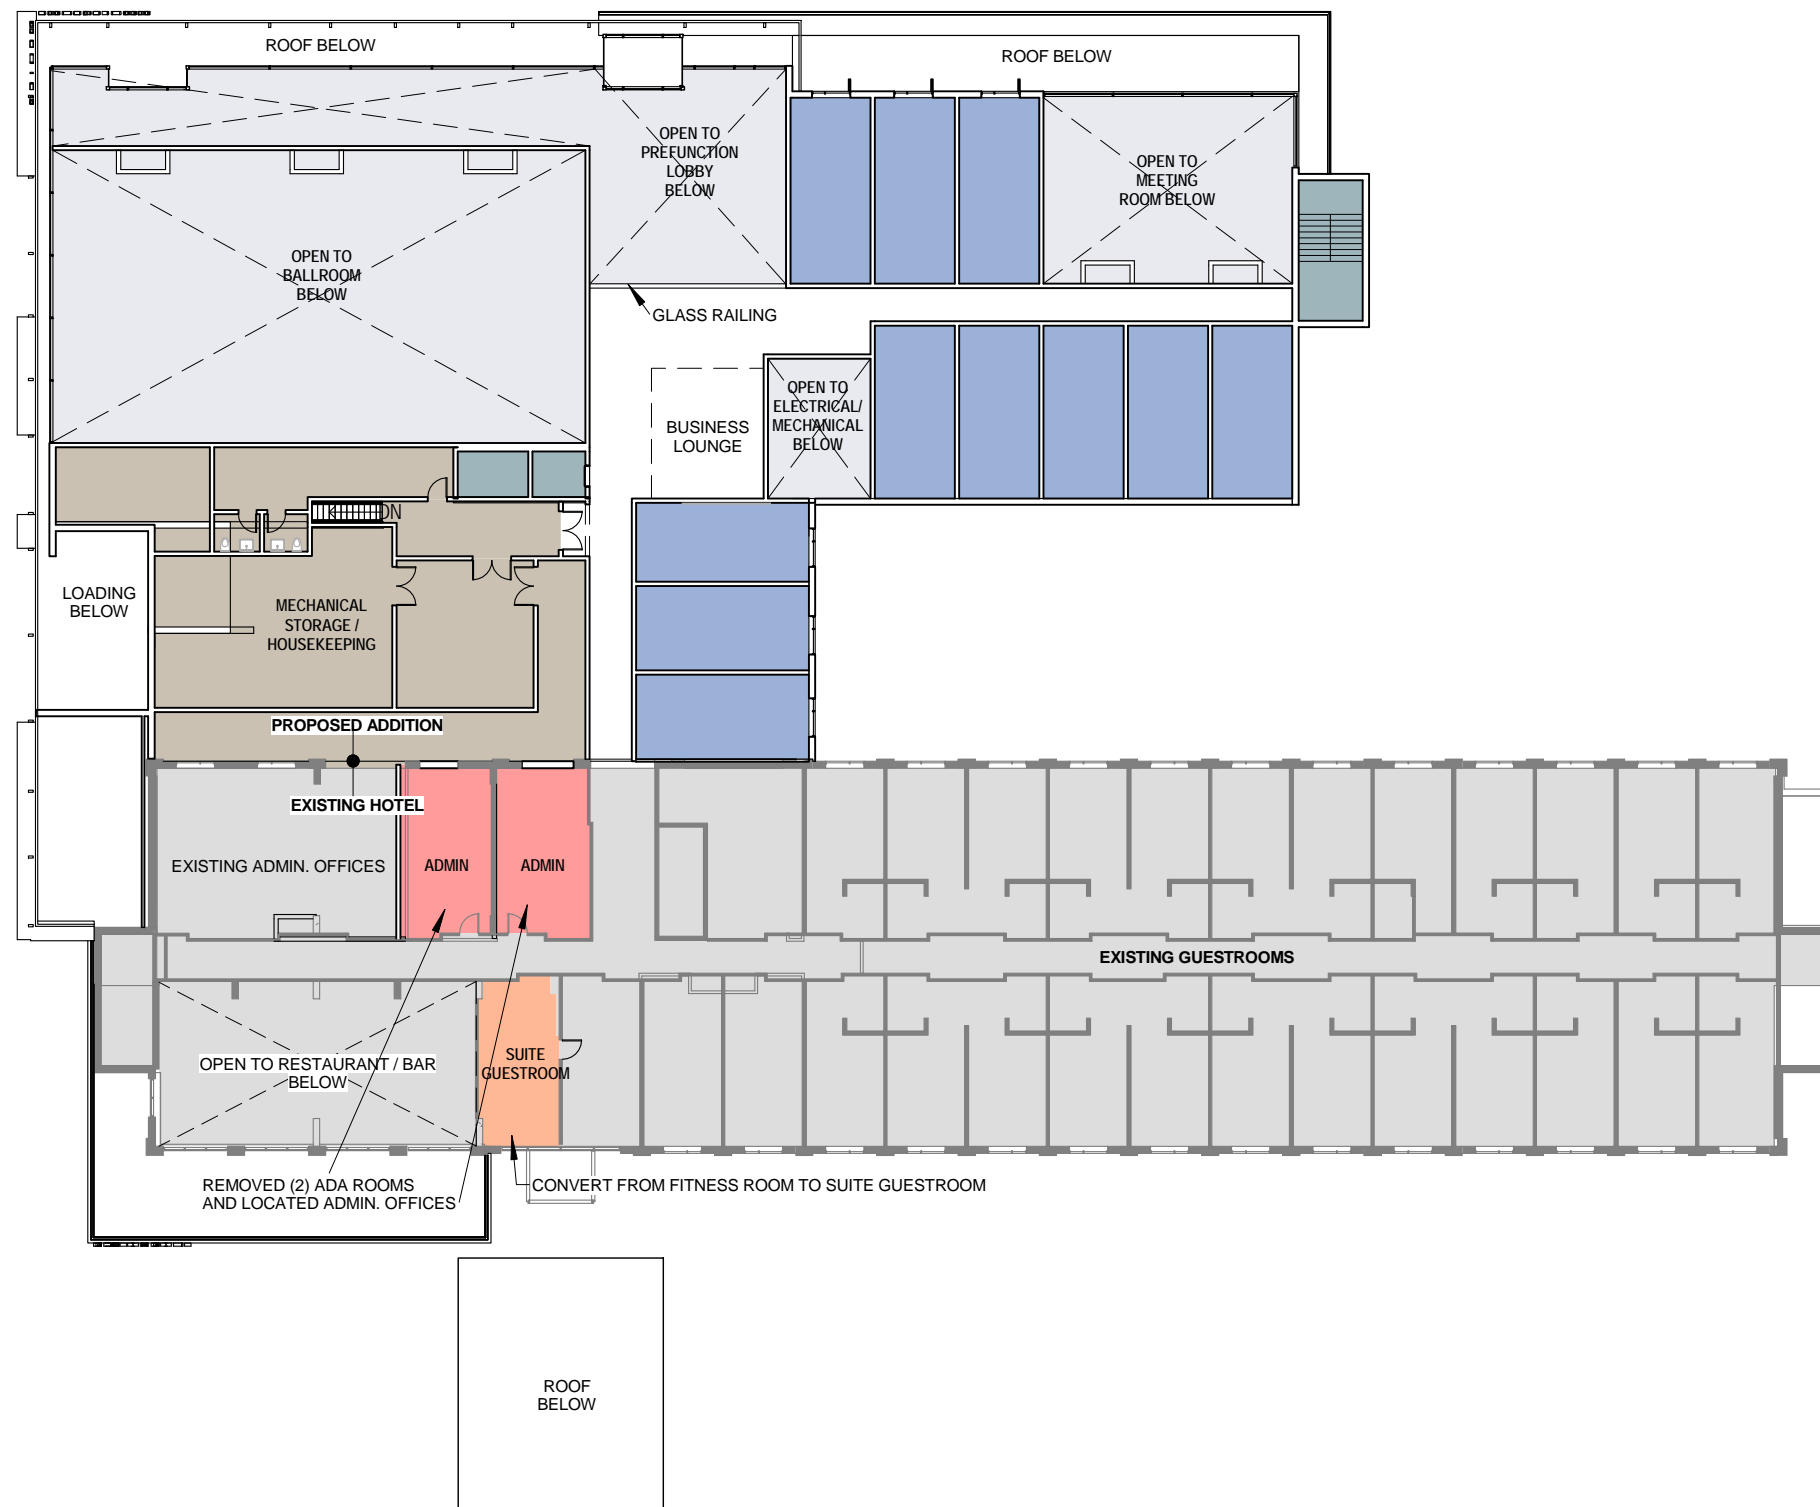 ROOF BELOW
ROOF BELOW
OPEN TO
PREFUNCTION
LOBBY
BELOW
OPEN TO
MEETING
ROOM BELOW
OPEN TO
BALLROOM
BELOW
GLASS RAILING
OPEN TO
ELECTRICAL/
MECHANICAL
BELOW
BUSINESS
LOUNGE
DN
LOADING
BELOW
MECHANICAL
STORAGE /
HOUSEKEEPING
PROPOSED ADDITION
EXISTING HOTEL
EXISTING ADMIN. OFFICES
ADMIN
ADMIN
EXISTING GUESTROOMS
OPEN TO RESTAURANT / BAR
BELOW
SUITE
GUESTROOM
REMOVED (2) ADA ROOMS
AND LOCATED ADMIN. OFFICES
CONVERT FROM FITNESS ROOM TO SUITE GUESTROOM
ROOF
BELOW